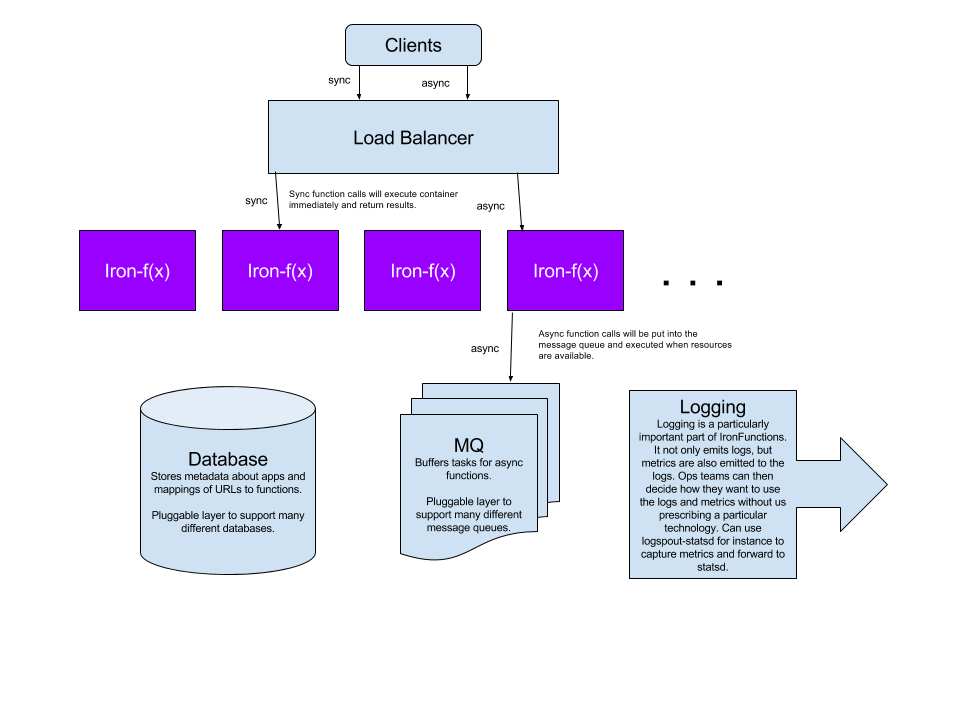 Clients
sync
async
Load Balancer
sync
Sync function calls will execute container
immediately and return results.
async
Iron-f(x)
Iron-f(x)
Iron-f(x)
Iron-f(x)
. . .
async
Async function calls will be put into the
message queue and executed when resources
are available.
Database
Stores metadata about apps and
mappings of URLs to functions.
Pluggable layer to support many
different databases.
MQ
Buffers tasks for async
functions.
Pluggable layer to
support many different
message queues.
Logging
Logging is a particularly
important part of IronFunctions.
It not only emits logs, but
metrics are also emitted to the
logs. Ops teams can then
decide how they want to use
the logs and metrics without us
prescribing a particular
technology. Can use
logspout-statsd for instance to
capture metrics and forward to
statsd.